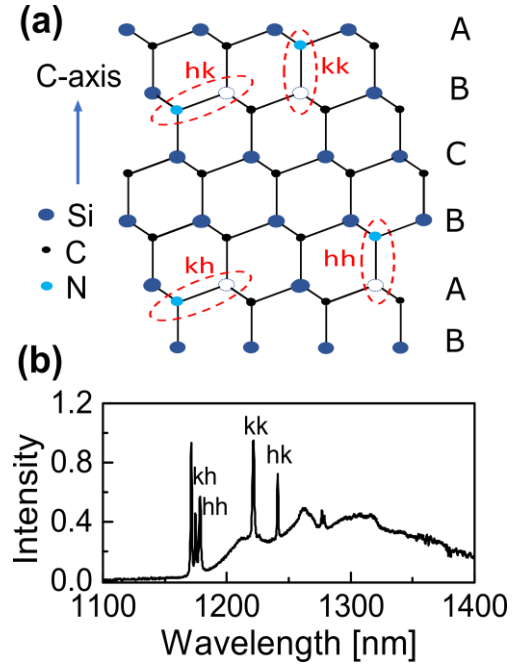 (a)
A
hk
kk
C-axis
B
C
Si
C
B
N
kh
hh
A
B
(b)
1.2
kk
0.8
kh
hk
hh
0.4
0.0
Intensity
1100
1200
1300
1400
Wavelength [nm]